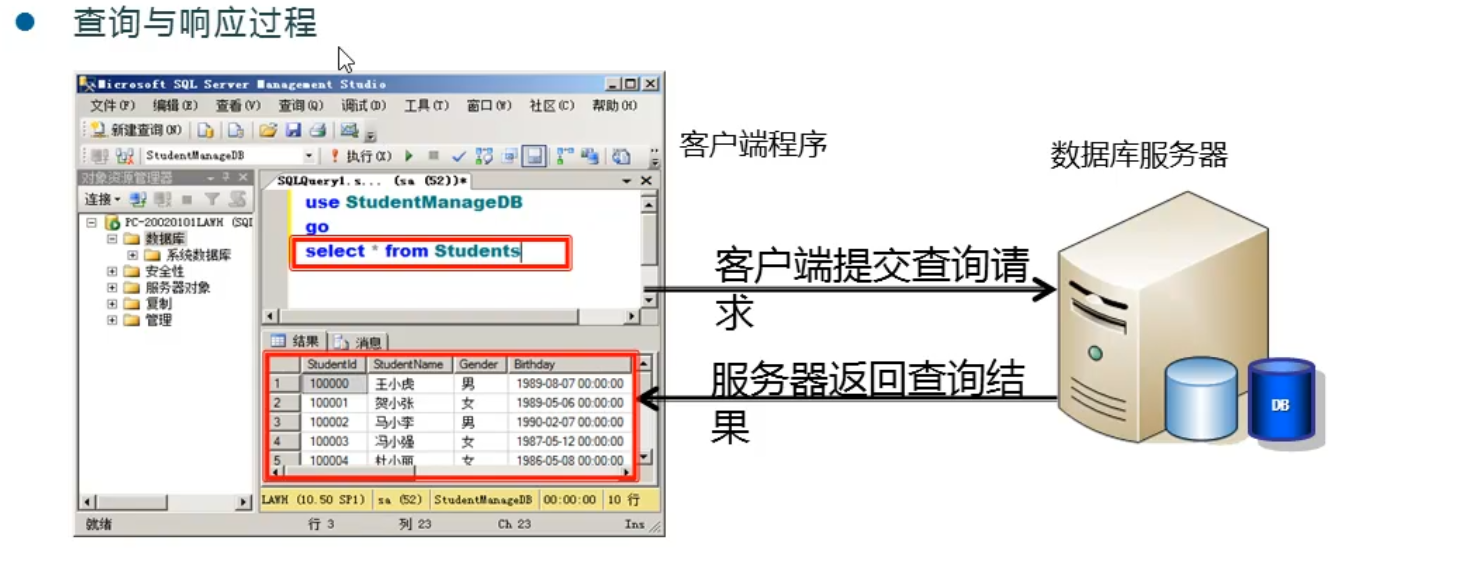 查询与响应过程
Microsoft SQL Server Management Studio
文件(F) 编辑(E) 查看(V) 查询(Q) 调试(D) 工具(T) 窗口(W) 社区(C) 帮助(H)
新建查询(N)
StudentManageDB 执行(X)
对象资源管理器
连接
PC-20020101LAWH (SQL
数据库
系统数据库
安全性
服务器对象
复制
管理
SQLQuery1.s... (sa (52))*
use StudentManageDB
go
select * from Students
结果 消息
StudentId StudentName Gender Birthday
1 100000 王小虎 男 1989-08-07 00:00:00
2 100001 贺小张 女 1989-05-06 00:00:00
3 100002 马小李 男 1990-02-07 00:00:00
4 100003 冯小强 女 1987-05-12 00:00:00
5 100004 杜小丽 女 1986-05-08 00:00:00
LAWH (10.50 SP1) sa (52) StudentManageDB 00:00:00 10 行
就绪 行 3 列 23 Ch 23 Ins
客户端程序
数据库服务器
客户端提交查询请
求
服务器返回查询结
果
DB